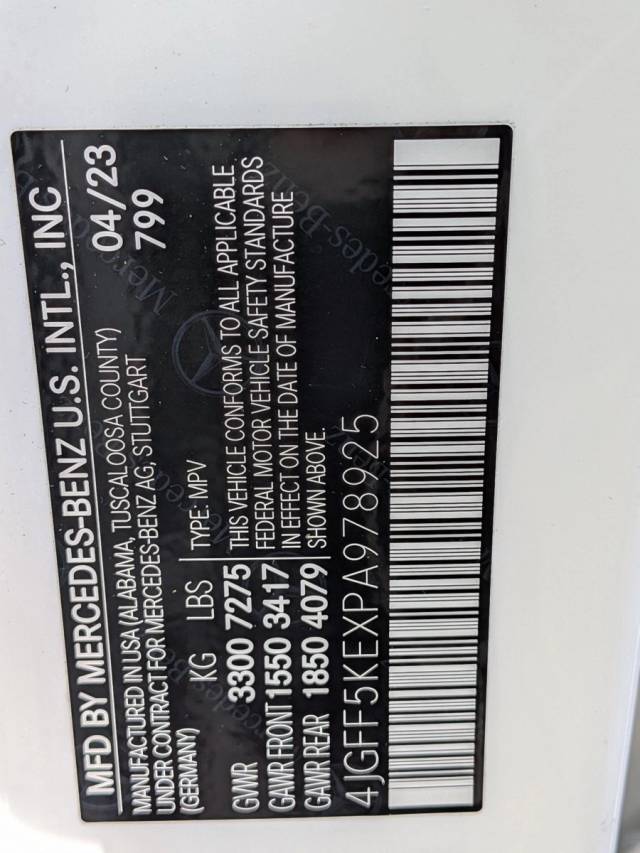 MFD BY MERCEDES-BENZ U.S. INTL., INC
MANUFACTURED IN USA (ALABAMA, TUSCALOOSA COUNTY) 04/23
UNDER CONTRACT FOR MERCEDES-BENZ AG, STUTTGART 799
(GERMANY) KG LBS TYPE: MPV
GVWR 3300 7275 THIS VEHICLE CONFORMS TO ALL APPLICABLE
GAWR FRONT 1550 3417 FEDERAL MOTOR VEHICLE SAFETY STANDARDS
IN EFFECT ON THE DATE OF MANUFACTURE
GAWR REAR 1850 4079 SHOWN ABOVE.
4JGFF5KEXPA978925